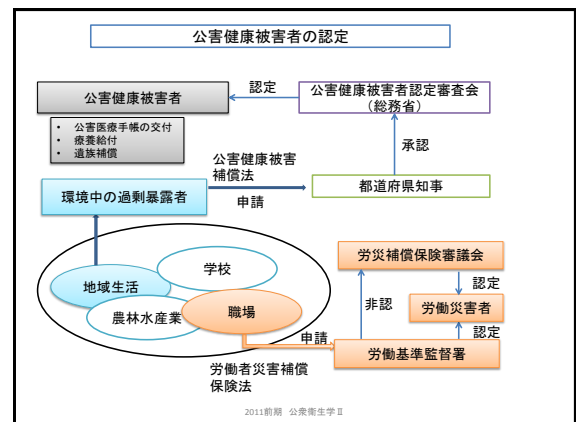 公害健康被害者の認定
公害健康被害者
認定
公害健康被害者認定審査会
（総務省）
• 公害医療手帳の交付
• 療養給付
• 遺族補償
承認
公害健康被害
補償法
環境中の過剰暴露者
申請
都道府県知事
学校
地域生活
農林水産業
職場
労災補償保険審議会
認定
非認
労働災害者
認定
申請
労働基準監督署
労働者災害補償
保険法
2011前期 公衆衛生学Ⅱ